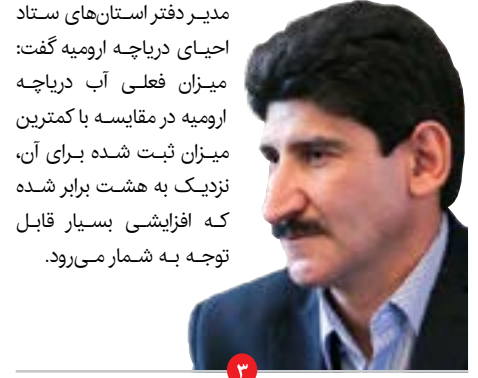 مدیر دفتر استان‌های ستاد
احیای دریاچه ارومیه گفت:
میزان فعلی آب دریاچه
ارومیه در مقایسه با کمترین
میزان ثبت شده برای آن،
نزدیک به هشت برابر شده
که افزایشی بسیار قابل
توجه به شمار می‌رود.
۳